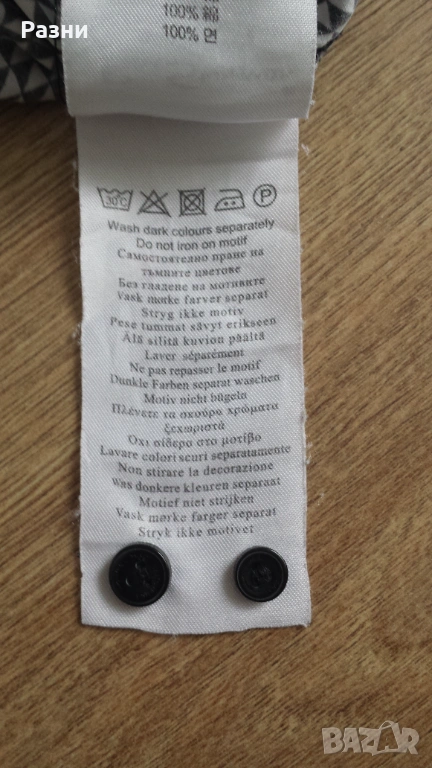 Разни
100% 綿
100% 면
30°C
P
Wash dark colours separately
Do not iron on motif
Самостоятелно пране на
тъмните цветове
Без гладене на мотивите
Vask mørke farver separat
Stryg ikke motiv
Pese tummat sävyt erikseen
Älä silitä kuvion päältä
Laver séparément
Ne pas repasser le motif
Dunkle Farben separat waschen
Motiv nicht bügeln
Πλένετε τα σκούρο χρώματα
ξεχωριστά
Όχι σίδερο στο μοτίβο
Lavare colori scuri separatamente
Non stirare la decorazione
Was donkere kleuren separaat
Motief niet strijken
Vask mørke farger separat
Stryk ikke motivet
BAZAR